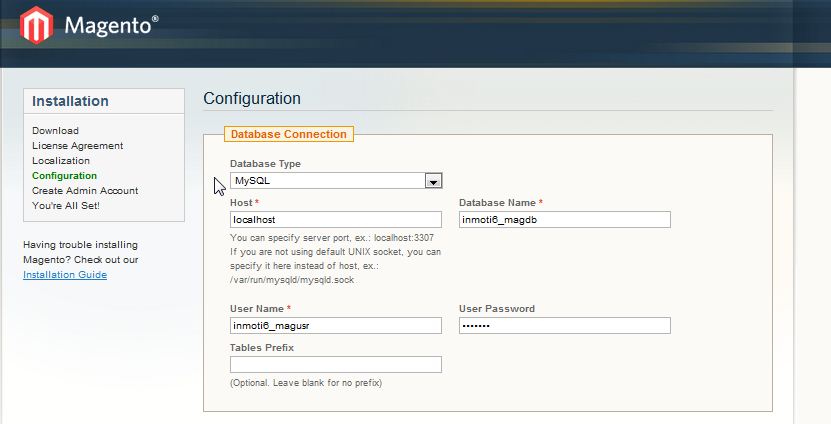 Magento®
Installation
Download
License Agreement
Localization
Configuration
Create Admin Account
You're All Set!
Having trouble installing
Magento? Check out our
Installation Guide
Configuration
Database Connection
Database Type
MySQL
Host *
Database Name *
localhost
inmoti6_magdb
You can specify server port, ex.: localhost:3307
If you are not using default UNIX socket, you can
specify it here instead of host, ex.:
/var/run/mysqld/mysqld.sock
User Name *
User Password
inmoti6_magusr
•••••••
Tables Prefix
(Optional. Leave blank for no prefix)